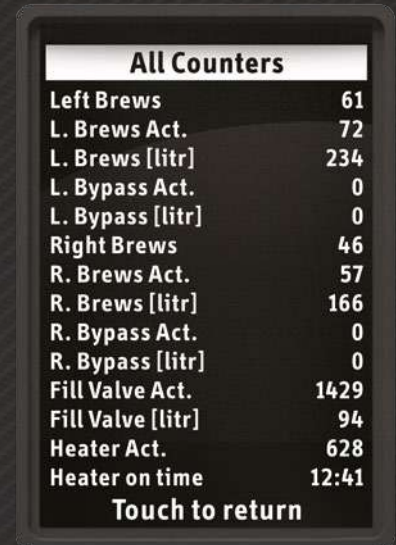 All Counters
Left Brews 61
L. Brews Act. 72
L. Brews [litr] 234
L. Bypass Act. 0
L. Bypass [litr] 0
Right Brews 46
R. Brews Act. 57
R. Brews [litr] 166
R. Bypass Act. 0
R. Bypass [litr] 0
Fill Valve Act. 1429
Fill Valve [litr] 94
Heater Act. 628
Heater on time 12:41
Touch to return